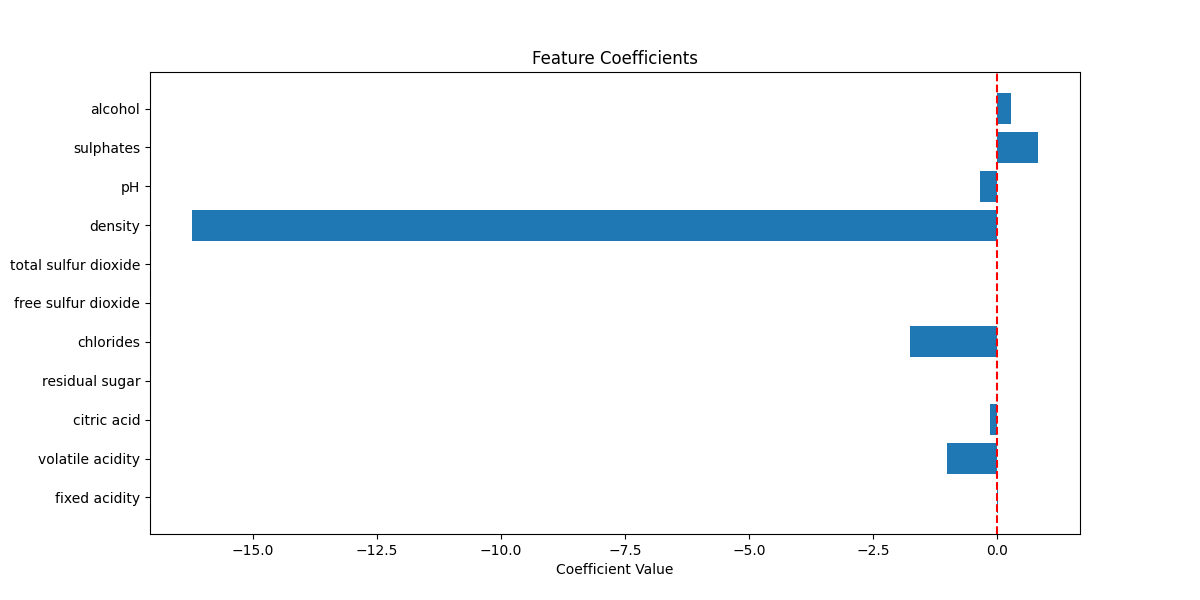 Feature Coefficients
alcohol
sulphates
pH
density
total sulfur dioxide
free sulfur dioxide
chlorides
residual sugar
citric acid
volatile acidity
fixed acidity
−15.0 −12.5 −10.0 −7.5 −5.0 −2.5 0.0
Coefficient Value